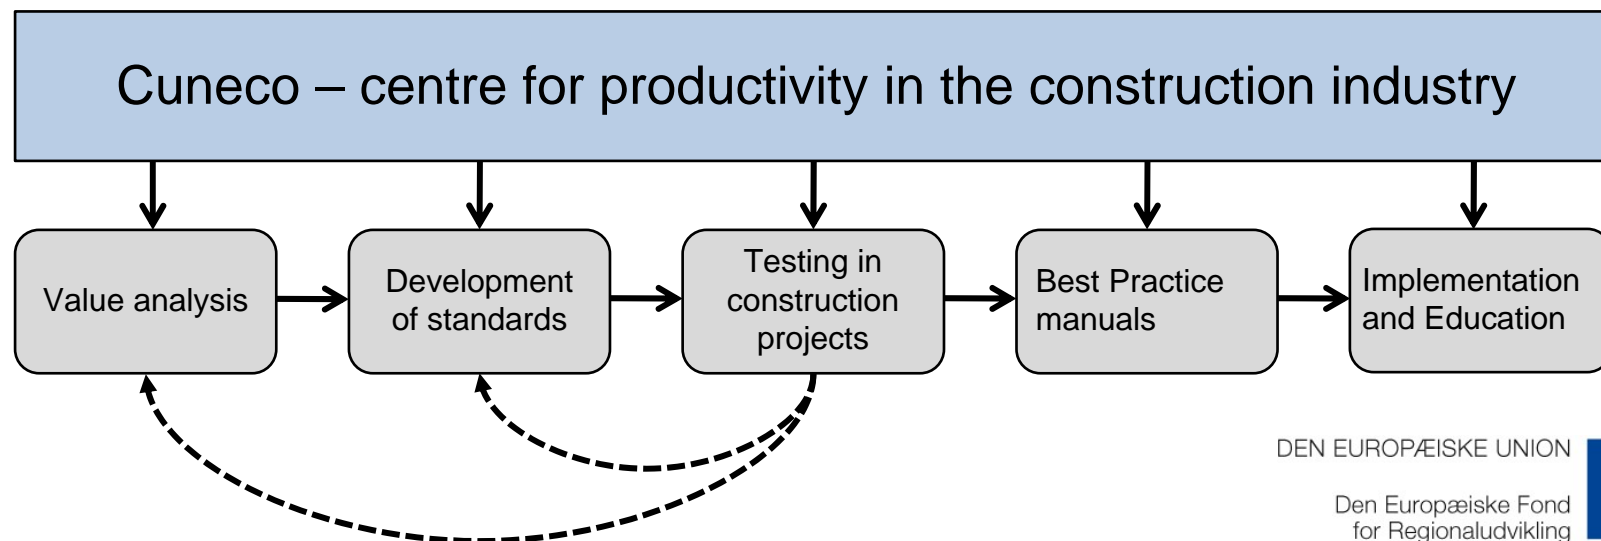 Cuneco – centre for productivity in the construction industry
Value analysis
Development
of standards
Testing in
construction
projects
Best Practice
manuals
Implementation
and Education
DEN EUROPÆISKE UNION
Den Europæiske Fond
for Regionaludvikling